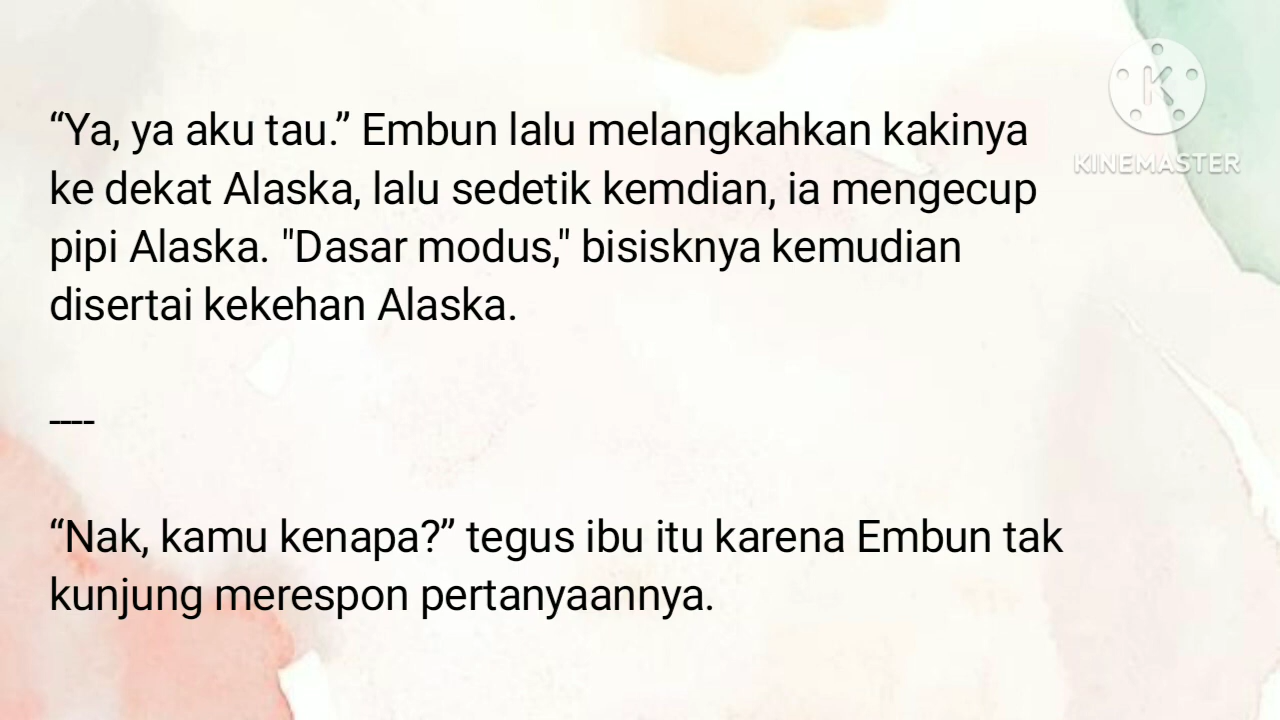 “Ya, ya aku tau.” Embun lalu melangkahkan kakinya
ke dekat Alaska, lalu sedetik kemdian, ia mengecup
pipi Alaska. "Dasar modus," bisisknya kemudian
disertai kekehan Alaska.
----
“Nak, kamu kenapa?” tegus ibu itu karena Embun tak
kunjung merespon pertanyaannya.
K
KINEMASTER